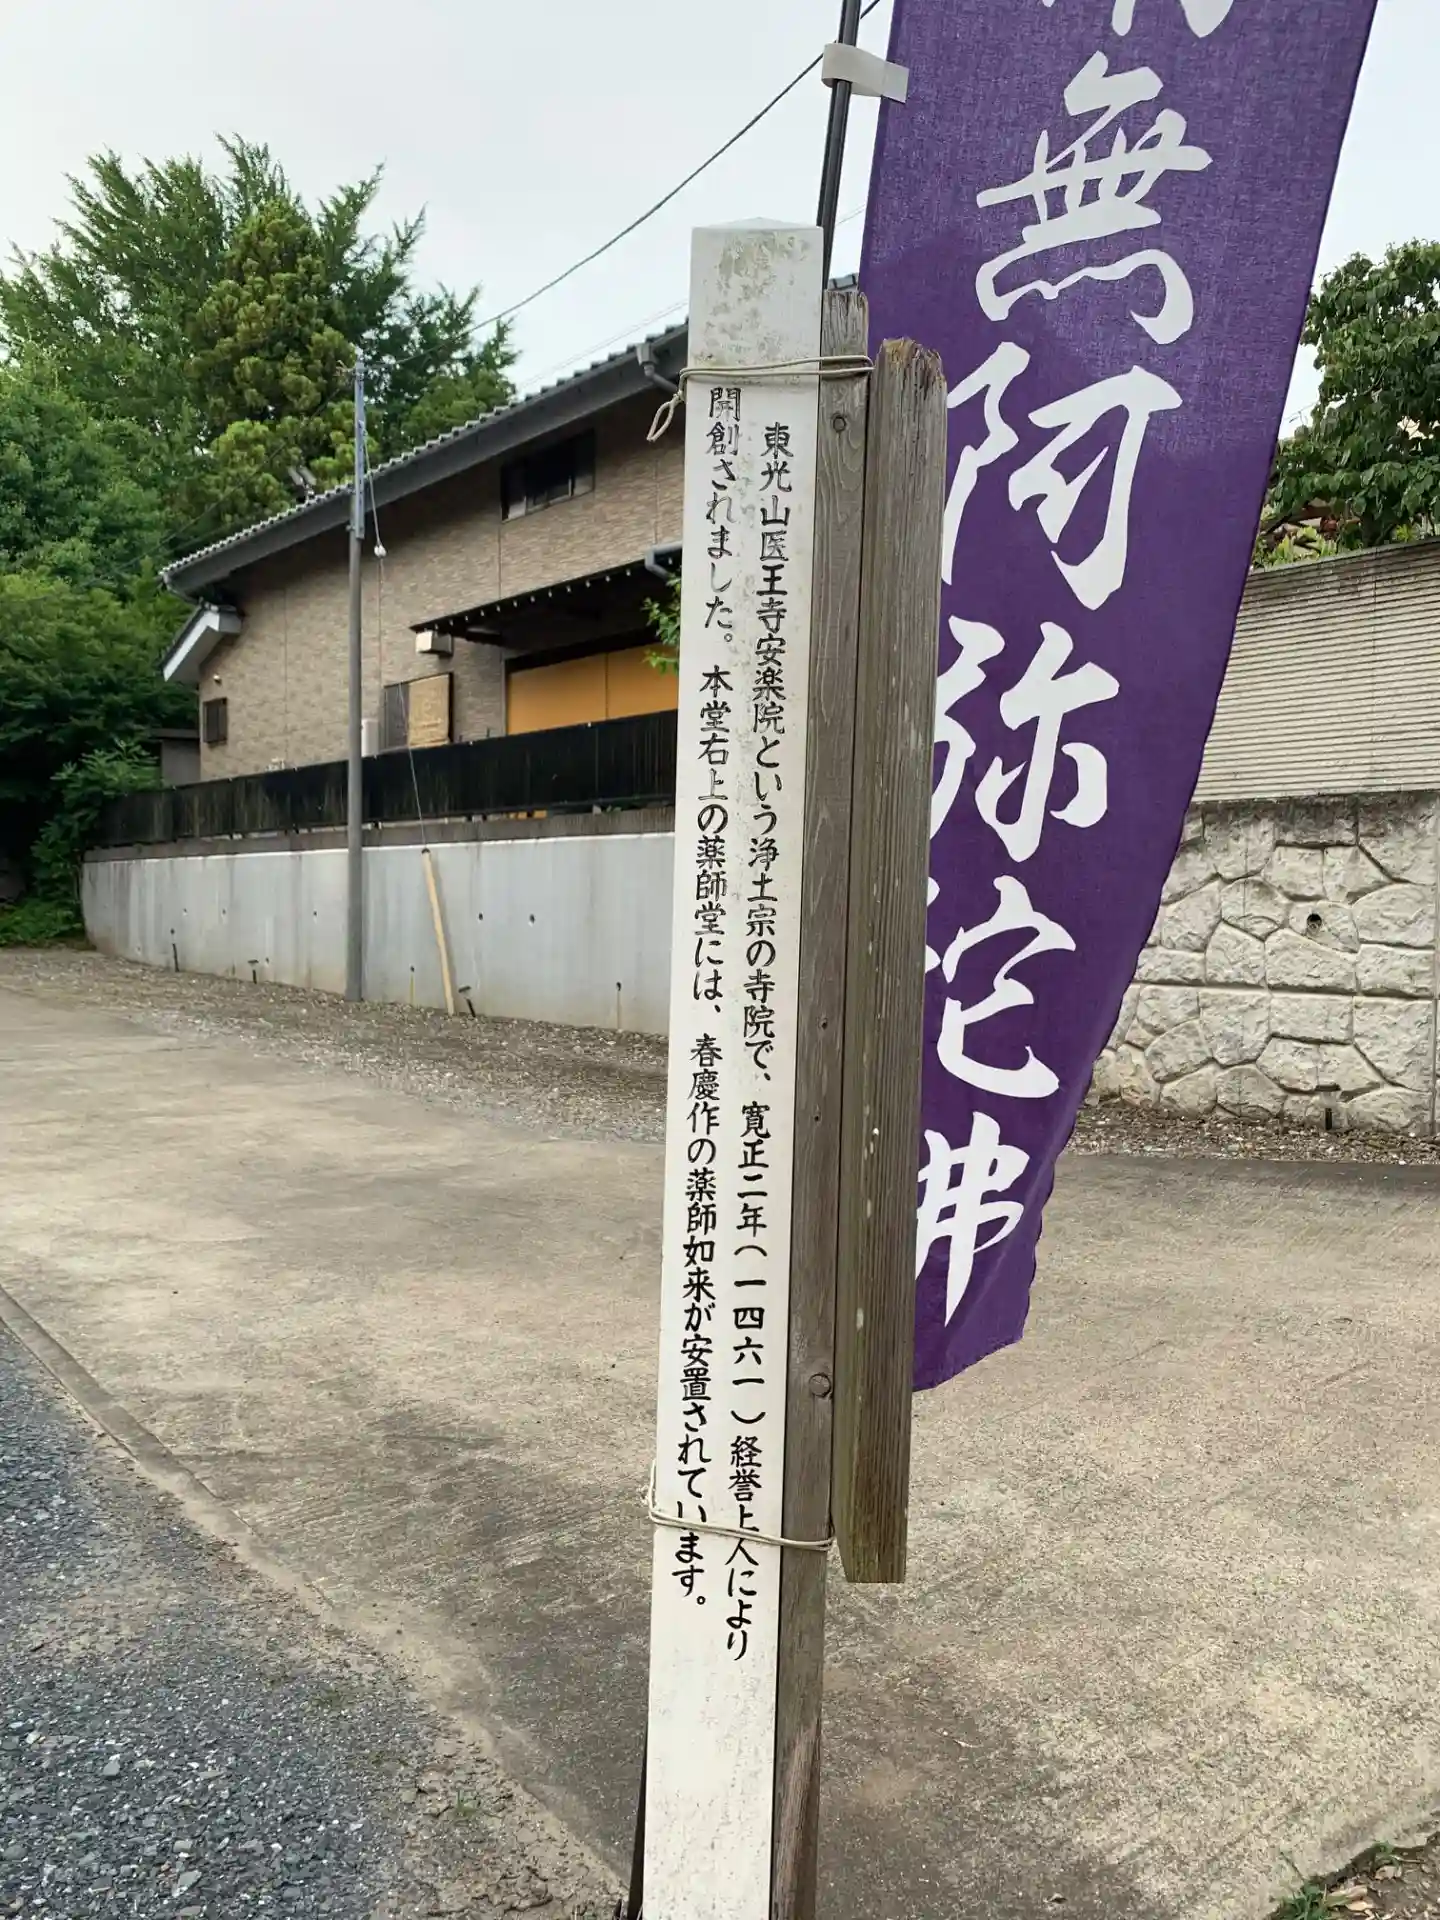 東光山医王寺安楽院という浄土宗の寺院で、寛正二年(一四六一)経誉上人により
開創されました。本堂右上の薬師堂には、春慶作の薬師如来が安置されています。
無阿弥陀佛